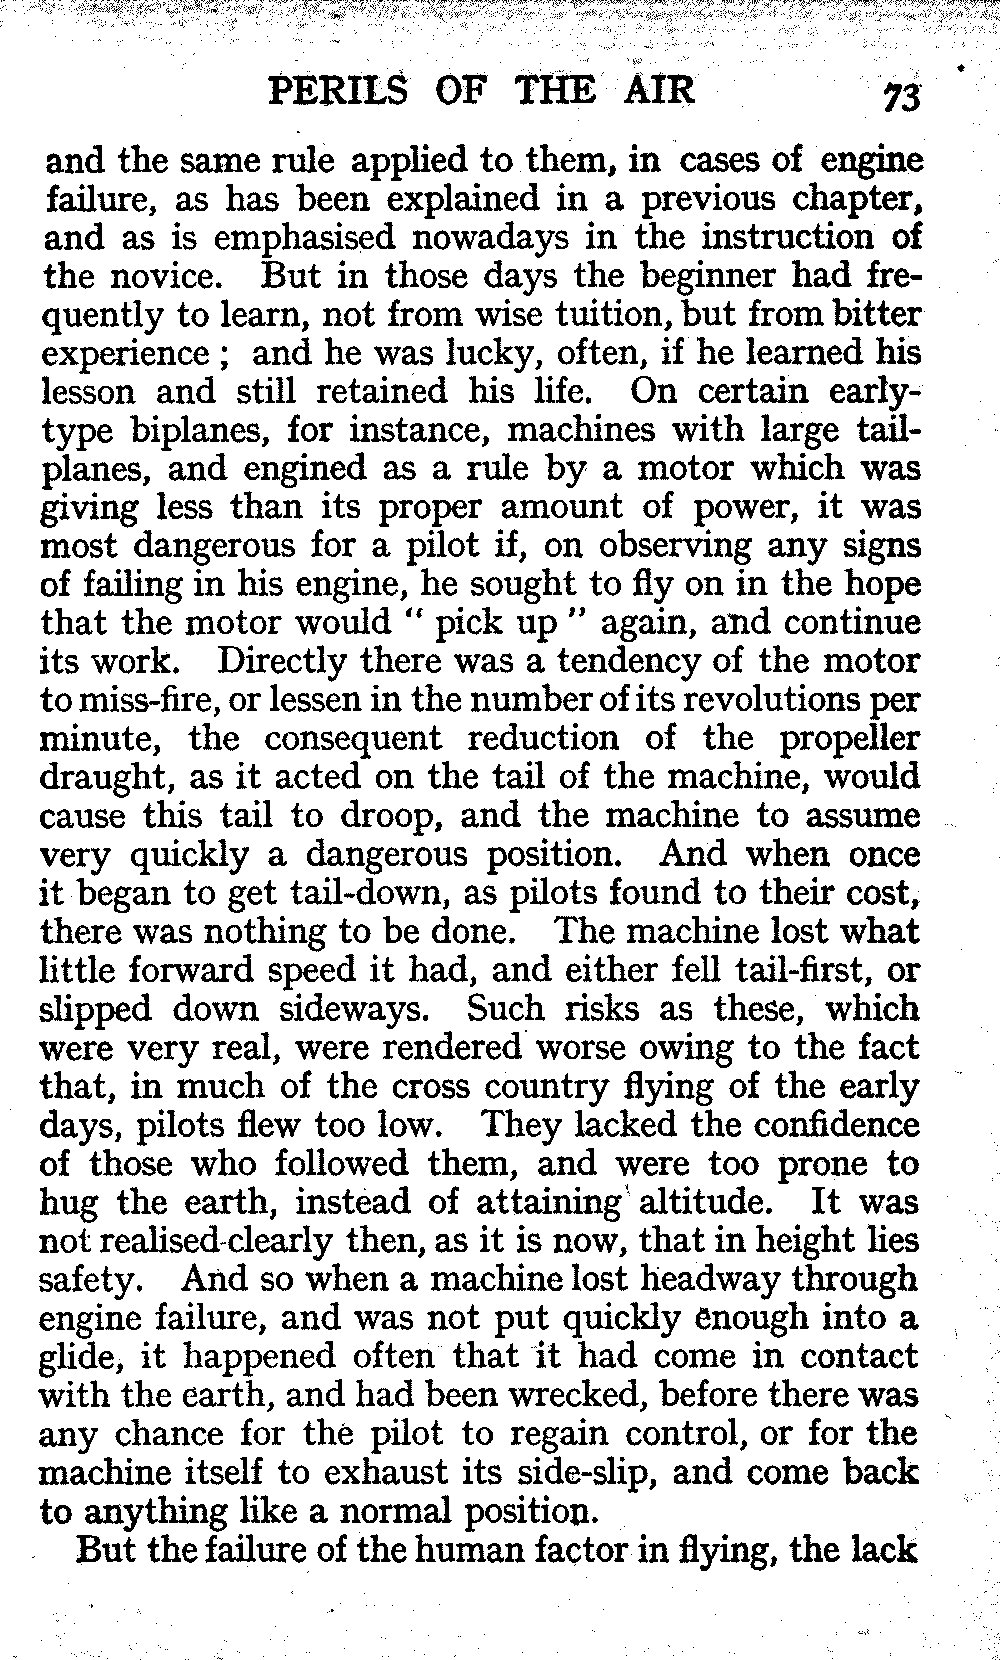 PERILS OF THE AIR 73
and the same rule applied to them, in cases of engine
failure, as has been explained in a previous chapter,
and as is emphasised nowadays in the instruction of
the novice. But in those days the beginner had fre-
quently to learn, not from wise tuition, but from bitter
experience ; and he was lucky, often, if he learned his
lesson and still retained his life. On certain early-
type biplanes, for instance, machines with large tail-
planes, and engined as a rule by a motor which was
giving less than its proper amount of power, it was
most dangerous for a pilot if, on observing any signs
of failing in his engine, he sought to fly on in the hope
that the motor would " pick up " again, and continue
its work. Directly there was a tendency of the motor
to miss-fire, or lessen in the number of its revolutions per
minute, the consequent reduction of the propeller
draught, as it acted on the tail of the machine, would
cause this tail to droop, and the machine to assume
very quickly a dangerous position. And when once
it began to get tail-down, as pilots found to their cost,
there was nothing to be done. The machine lost what
little forward speed it had, and either fell tail-first, or
slipped down sideways. Such risks as these, which
were very real, were rendered worse owing to the fact
that, in much of the cross country flying of the early
days, pilots flew too low. They lacked the confidence
of those who followed them, and were too prone to
hug the earth, instead of attaining altitude. It was
not realised clearly then, as it is now, that in height lies
safety. And so when a machine lost headway through
engine failure, and was not put quickly enough into a
glide, it happened often that it had come in contact
with the earth, and had been wrecked, before there was
any chance for the pilot to regain control, or for the
machine itself to exhaust its side-slip, and come back
to anything like a normal position.
But the failure of the human factor in flying, the lack